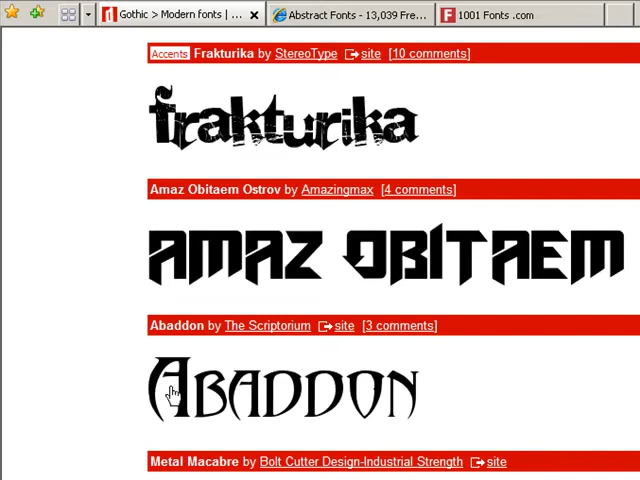 Gothic > Modern fonts | ...
Abstract Fonts - 13,039 Fre...
1001 Fonts .com
Accents Frakturika by StereoType site [10 comments]
frakturika
Amaz Obitaem Ostrov by Amazingmax [4 comments]
AMAZ OBITAEM
Abaddon by The Scriptorium site [3 comments]
ABADDON
Metal Macabre by Bolt Cutter Design-Industrial Strength site